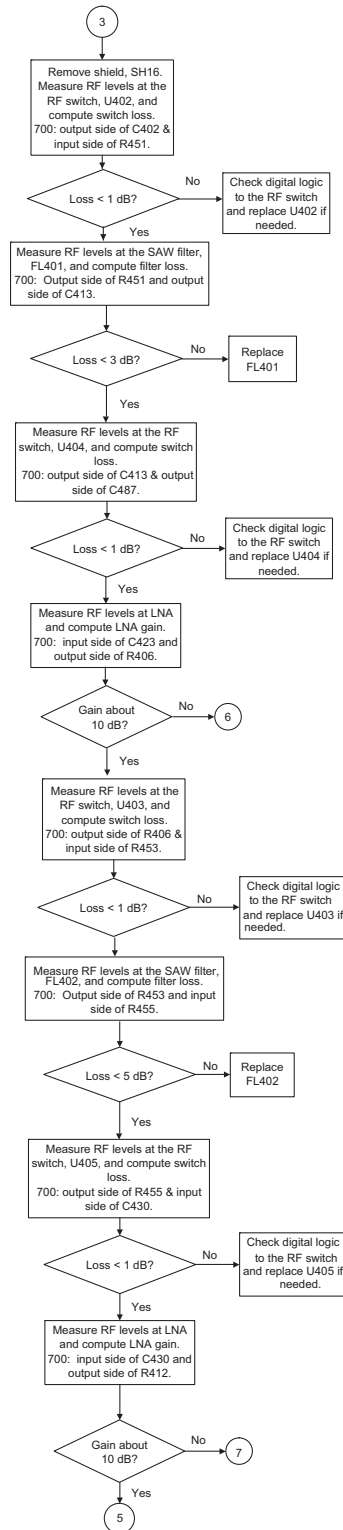 3
Remove shield, SH16.
Measure RF levels at the
RF switch, U402, and
compute switch loss.
700: output side of C402 &
input side of R451.
Loss < 1 dB?
No
Check digital logic
to the RF switch
and replace U402 if
needed.
Yes
Measure RF levels at the SAW filter,
FL401, and compute filter loss.
700: Output side of R451 and output
side of C413.
Loss < 3 dB?
No
Replace
FL401
Yes
Measure RF levels at the RF
switch, U404, and compute switch
loss.
700: output side of C413 & output
side of C487.
Loss < 1 dB?
No
Check digital logic
to the RF switch
and replace U404 if
needed.
Yes
Measure RF levels at LNA
and compute LNA gain.
700: input side of C423 and
output side of R406.
Gain about
10 dB?
No
6
Yes
Measure RF levels at the
RF switch, U403, and
compute switch loss.
700: output side of R406 &
input side of R453.
Loss < 1 dB?
No
Check digital logic
to the RF switch
and replace U403 if
needed.
Yes
Measure RF levels at the SAW filter,
FL402, and compute filter loss.
700: Output side of R453 and input
side of R455.
Loss < 5 dB?
No
Replace
FL402
Yes
Measure RF levels at the RF
switch, U405, and compute switch
loss.
700: output side of R455 & input
side of C430.
Loss < 1 dB?
No
Check digital logic
to the RF switch
and replace U405 if
needed.
Yes
Measure RF levels at LNA
and compute LNA gain.
700: input side of C430 and
output side of R412.
Gain about
10 dB?
No
7
Yes
5